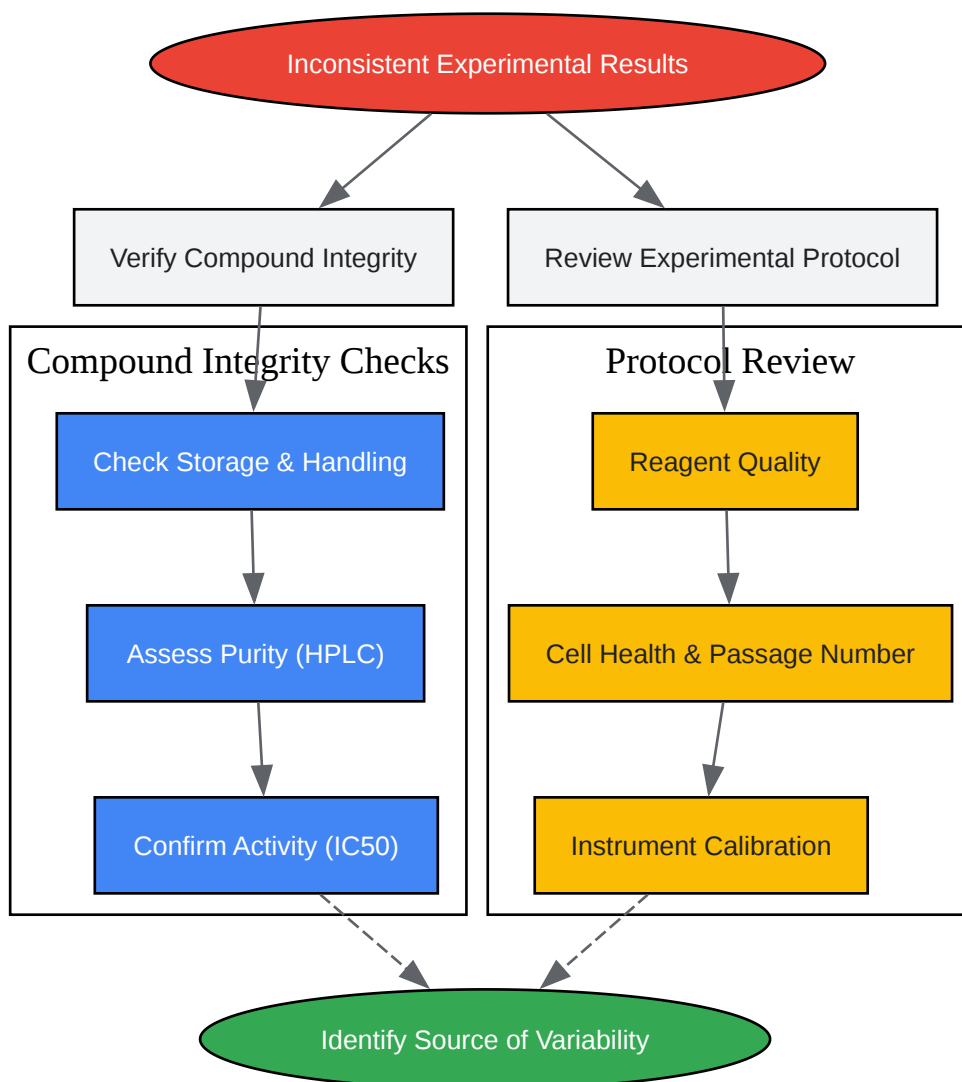 Inconsistent Experimental Results
Verify Compound Integrity
Review Experimental Protocol
Compound Integrity Checks
Protocol Review
Check Storage & Handling
Reagent Quality
Assess Purity (HPLC)
Cell Health & Passage Number
Confirm Activity (IC50)
Instrument Calibration
Identify Source of Variability